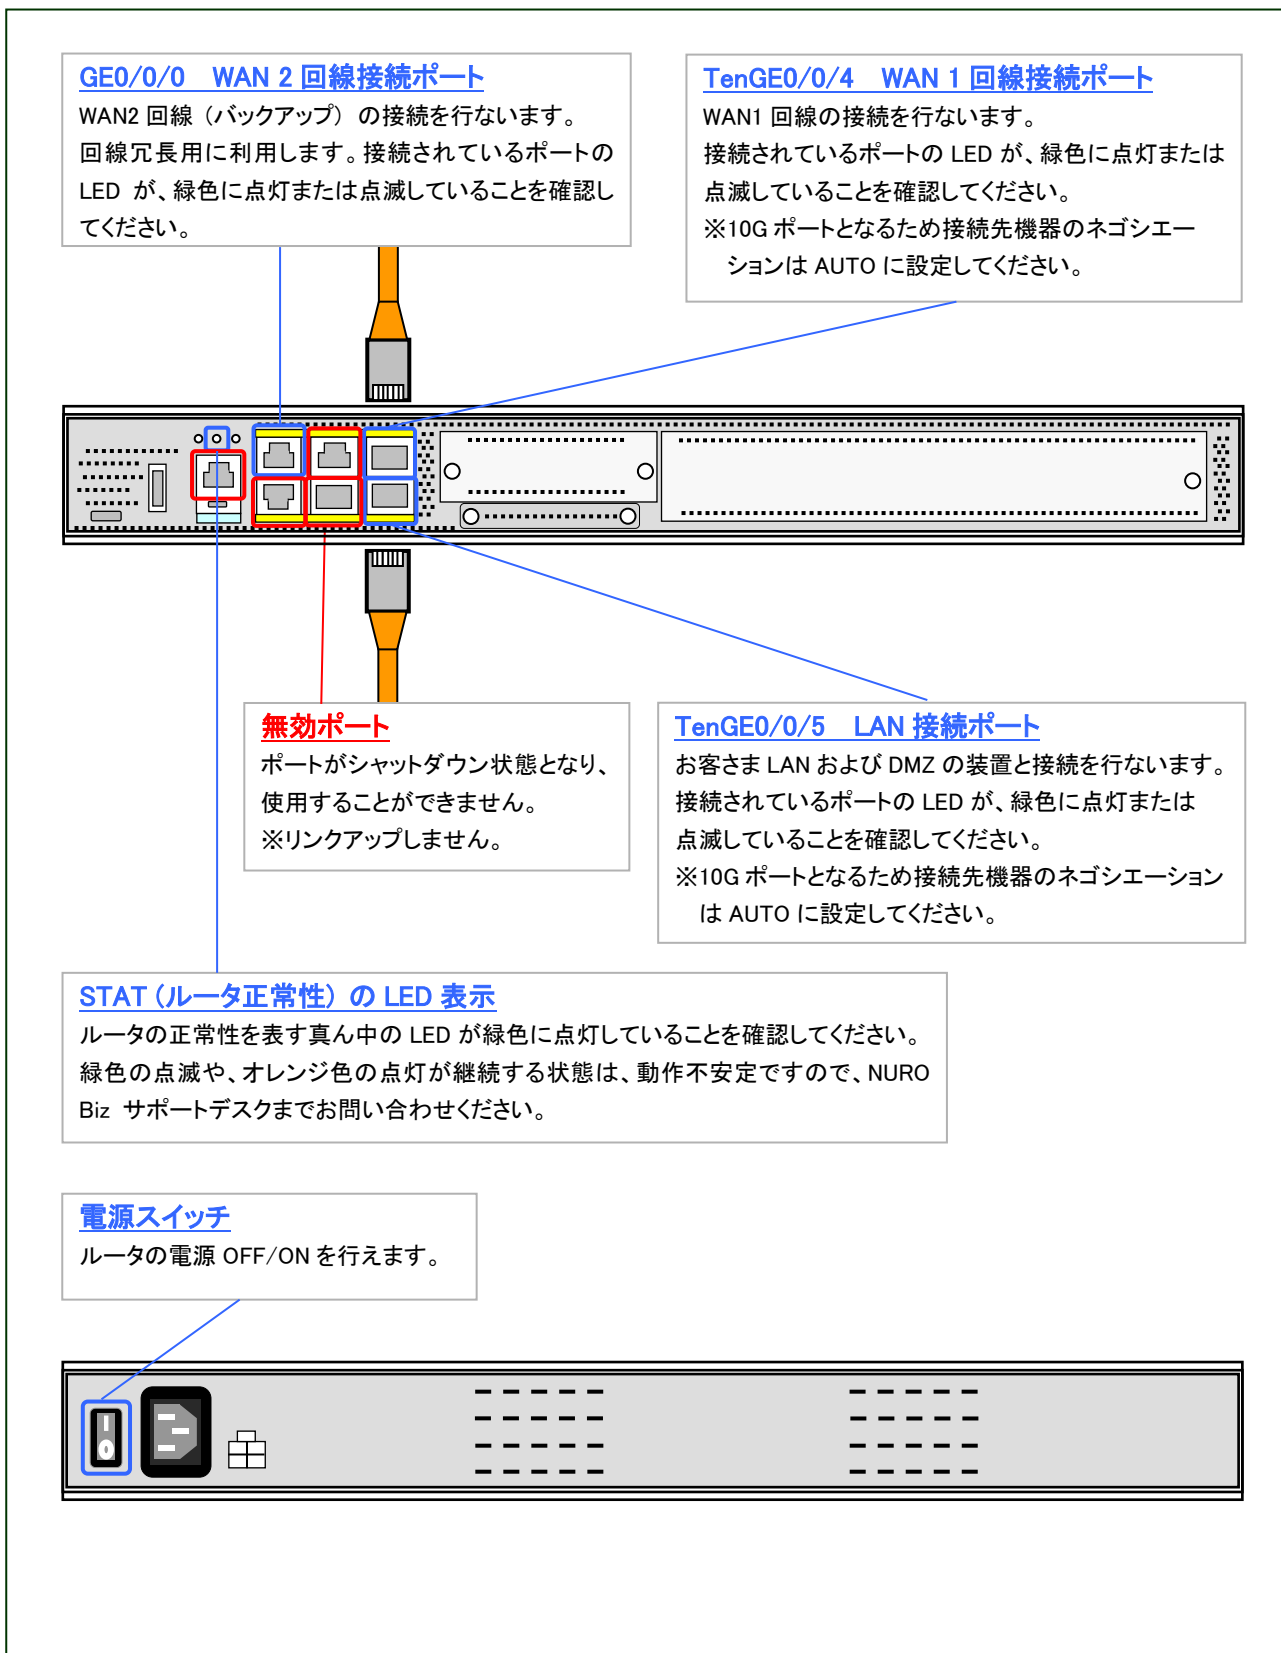 GE0/0/0　WAN 2 回線接続ポート
WAN2 回線（バックアップ）の接続を行ないます。
回線冗長用に利用します。接続されているポートの
LED が、緑色に点灯または点滅していることを確認し
てください。
TenGE0/0/4　WAN 1 回線接続ポート
WAN1 回線の接続を行ないます。
接続されているポートの LED が、緑色に点灯または
点滅していることを確認してください。
※10G ポートとなるため接続先機器のネゴシエー
ションは AUTO に設定してください。
無効ポート
ポートがシャットダウン状態となり、
使用することができません。
※リンクアップしません。
TenGE0/0/5　LAN 接続ポート
お客さま LAN および DMZ の装置と接続を行ないます。
接続されているポートの LED が、緑色に点灯または
点滅していることを確認してください。
※10G ポートとなるため接続先機器のネゴシエーション
は AUTO に設定してください。
STAT（ルータ正常性）の LED 表示
ルータの正常性を表す真ん中の LED が緑色に点灯していることを確認してください。
緑色の点滅や、オレンジ色の点灯が継続する状態は、動作不安定ですので、NURO
Biz サポートデスクまでお問い合わせください。
電源スイッチ
ルータの電源 OFF/ON を行えます。